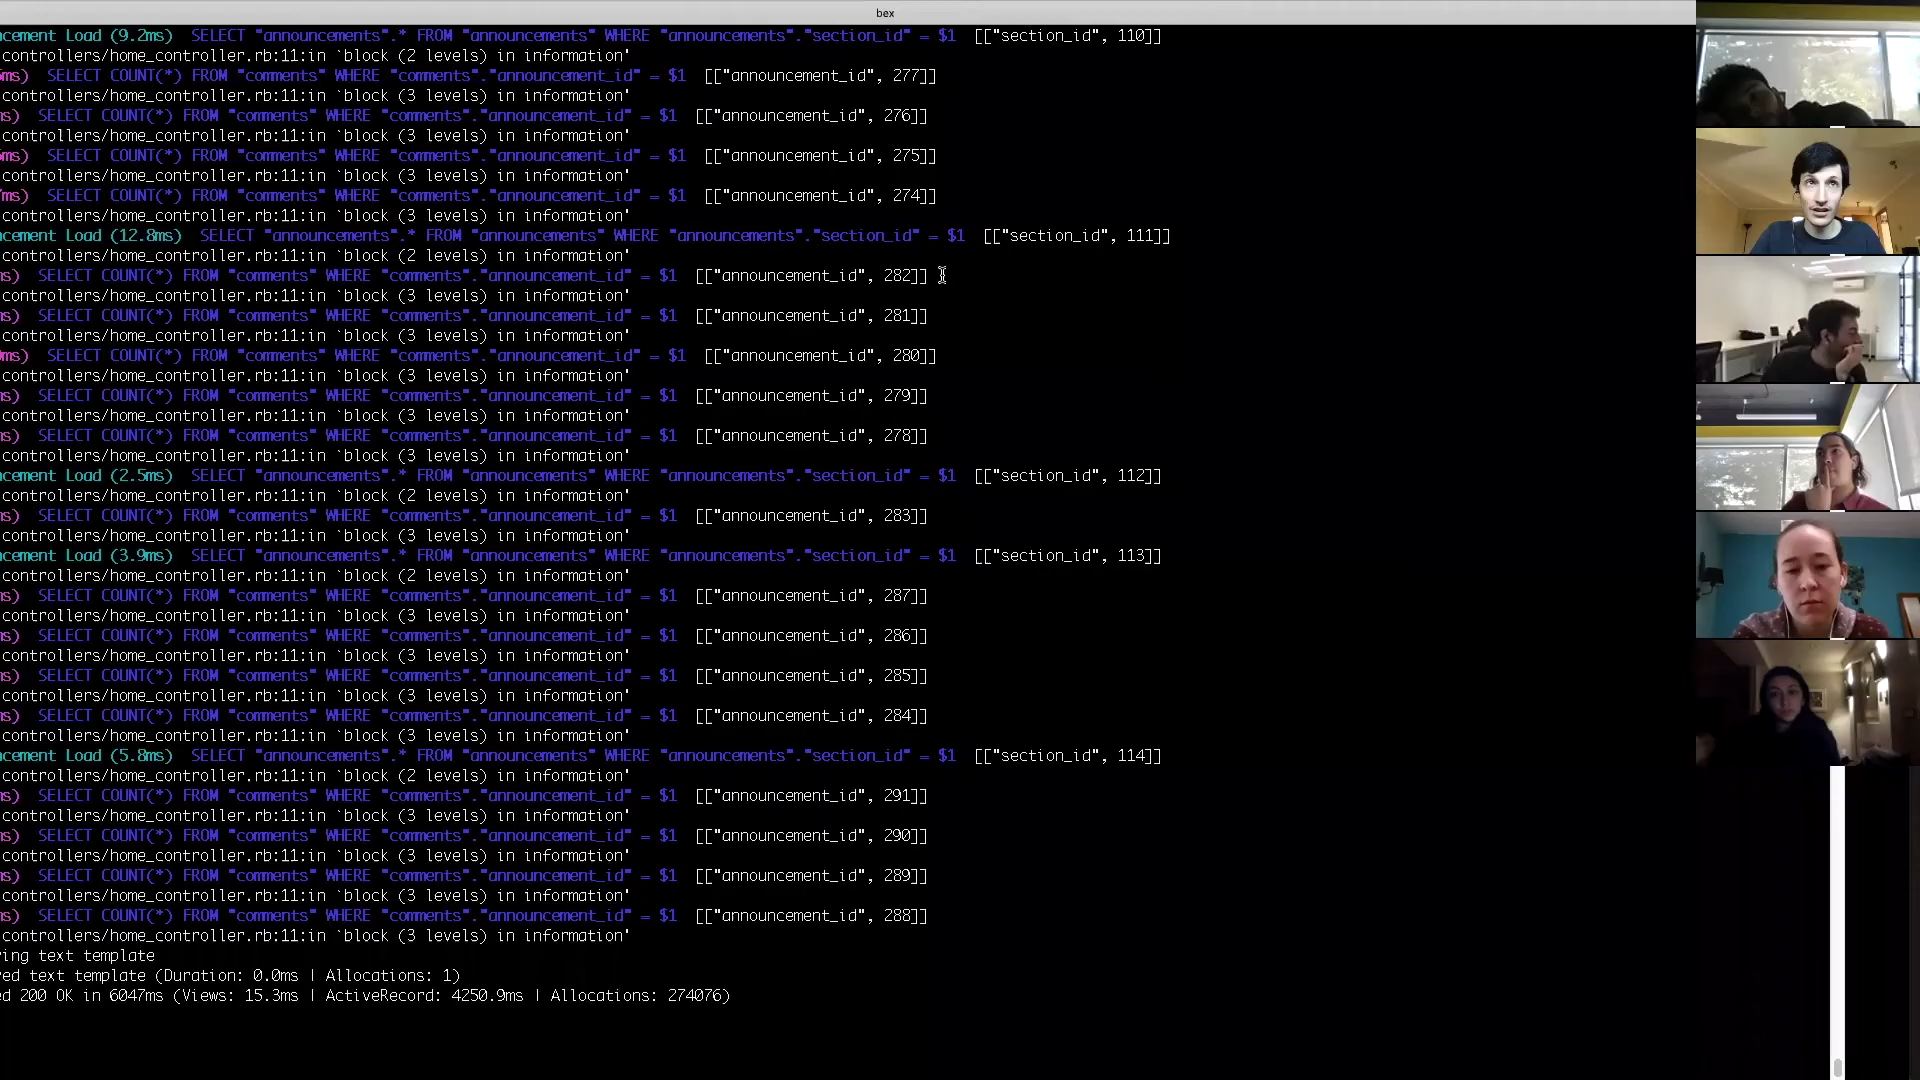 bex
cement Load (9.2ms)  SELECT "announcements".* FROM "announcements" WHERE "announcements"."section_id" = $1  [["section_id", 110]]
controllers/home_controller.rb:11:in `block (2 levels) in information'
ms)  SELECT COUNT(*) FROM "comments" WHERE "comments"."announcement_id" = $1  [["announcement_id", 277]]
controllers/home_controller.rb:11:in `block (3 levels) in information'
s)  SELECT COUNT(*) FROM "comments" WHERE "comments"."announcement_id" = $1  [["announcement_id", 276]]
controllers/home_controller.rb:11:in `block (3 levels) in information'
ms)  SELECT COUNT(*) FROM "comments" WHERE "comments"."announcement_id" = $1  [["announcement_id", 275]]
controllers/home_controller.rb:11:in `block (3 levels) in information'
ms)  SELECT COUNT(*) FROM "comments" WHERE "comments"."announcement_id" = $1  [["announcement_id", 274]]
controllers/home_controller.rb:11:in `block (3 levels) in information'
cement Load (12.8ms)  SELECT "announcements".* FROM "announcements" WHERE "announcements"."section_id" = $1  [["section_id", 111]]
controllers/home_controller.rb:11:in `block (2 levels) in information'
s)  SELECT COUNT(*) FROM "comments" WHERE "comments"."announcement_id" = $1  [["announcement_id", 282]]
controllers/home_controller.rb:11:in `block (3 levels) in information'
s)  SELECT COUNT(*) FROM "comments" WHERE "comments"."announcement_id" = $1  [["announcement_id", 281]]
controllers/home_controller.rb:11:in `block (3 levels) in information'
ms)  SELECT COUNT(*) FROM "comments" WHERE "comments"."announcement_id" = $1  [["announcement_id", 280]]
controllers/home_controller.rb:11:in `block (3 levels) in information'
s)  SELECT COUNT(*) FROM "comments" WHERE "comments"."announcement_id" = $1  [["announcement_id", 279]]
controllers/home_controller.rb:11:in `block (3 levels) in information'
s)  SELECT COUNT(*) FROM "comments" WHERE "comments"."announcement_id" = $1  [["announcement_id", 278]]
controllers/home_controller.rb:11:in `block (3 levels) in information'
cement Load (2.5ms)  SELECT "announcements".* FROM "announcements" WHERE "announcements"."section_id" = $1  [["section_id", 112]]
controllers/home_controller.rb:11:in `block (2 levels) in information'
s)  SELECT COUNT(*) FROM "comments" WHERE "comments"."announcement_id" = $1  [["announcement_id", 283]]
controllers/home_controller.rb:11:in `block (3 levels) in information'
cement Load (3.9ms)  SELECT "announcements".* FROM "announcements" WHERE "announcements"."section_id" = $1  [["section_id", 113]]
controllers/home_controller.rb:11:in `block (2 levels) in information'
s)  SELECT COUNT(*) FROM "comments" WHERE "comments"."announcement_id" = $1  [["announcement_id", 287]]
controllers/home_controller.rb:11:in `block (3 levels) in information'
s)  SELECT COUNT(*) FROM "comments" WHERE "comments"."announcement_id" = $1  [["announcement_id", 286]]
controllers/home_controller.rb:11:in `block (3 levels) in information'
s)  SELECT COUNT(*) FROM "comments" WHERE "comments"."announcement_id" = $1  [["announcement_id", 285]]
controllers/home_controller.rb:11:in `block (3 levels) in information'
s)  SELECT COUNT(*) FROM "comments" WHERE "comments"."announcement_id" = $1  [["announcement_id", 284]]
controllers/home_controller.rb:11:in `block (3 levels) in information'
cement Load (5.8ms)  SELECT "announcements".* FROM "announcements" WHERE "announcements"."section_id" = $1  [["section_id", 114]]
controllers/home_controller.rb:11:in `block (2 levels) in information'
s)  SELECT COUNT(*) FROM "comments" WHERE "comments"."announcement_id" = $1  [["announcement_id", 291]]
controllers/home_controller.rb:11:in `block (3 levels) in information'
s)  SELECT COUNT(*) FROM "comments" WHERE "comments"."announcement_id" = $1  [["announcement_id", 290]]
controllers/home_controller.rb:11:in `block (3 levels) in information'
s)  SELECT COUNT(*) FROM "comments" WHERE "comments"."announcement_id" = $1  [["announcement_id", 289]]
controllers/home_controller.rb:11:in `block (3 levels) in information'
s)  SELECT COUNT(*) FROM "comments" WHERE "comments"."announcement_id" = $1  [["announcement_id", 288]]
controllers/home_controller.rb:11:in `block (3 levels) in information'
ring text template
ed text template (Duration: 0.0ms | Allocations: 1)
ed 200 OK in 6047ms (Views: 15.3ms | ActiveRecord: 4250.9ms | Allocations: 274076)